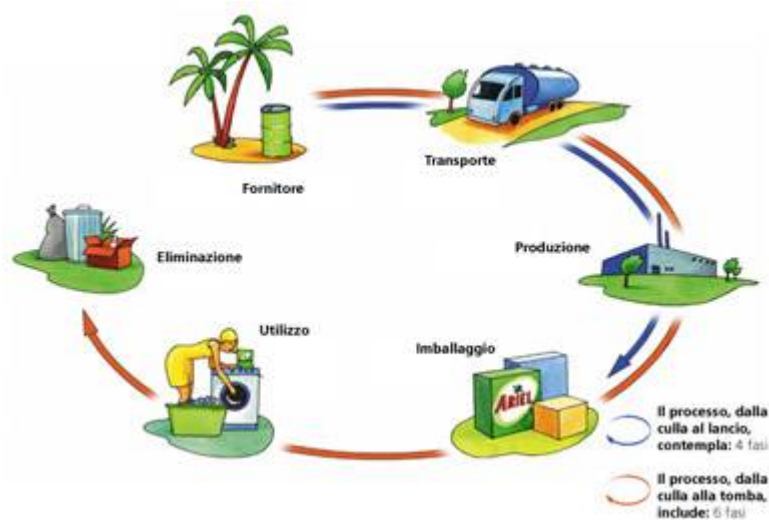 Fornitore
Transporte
Produzione
Imballaggio
ARIEL
Utilizzo
Eliminazione
Il processo, dalla
culla al lancio,
contempla: 4 fasi
Il processo, dalla
culla alla tomba,
include: 6 fasi